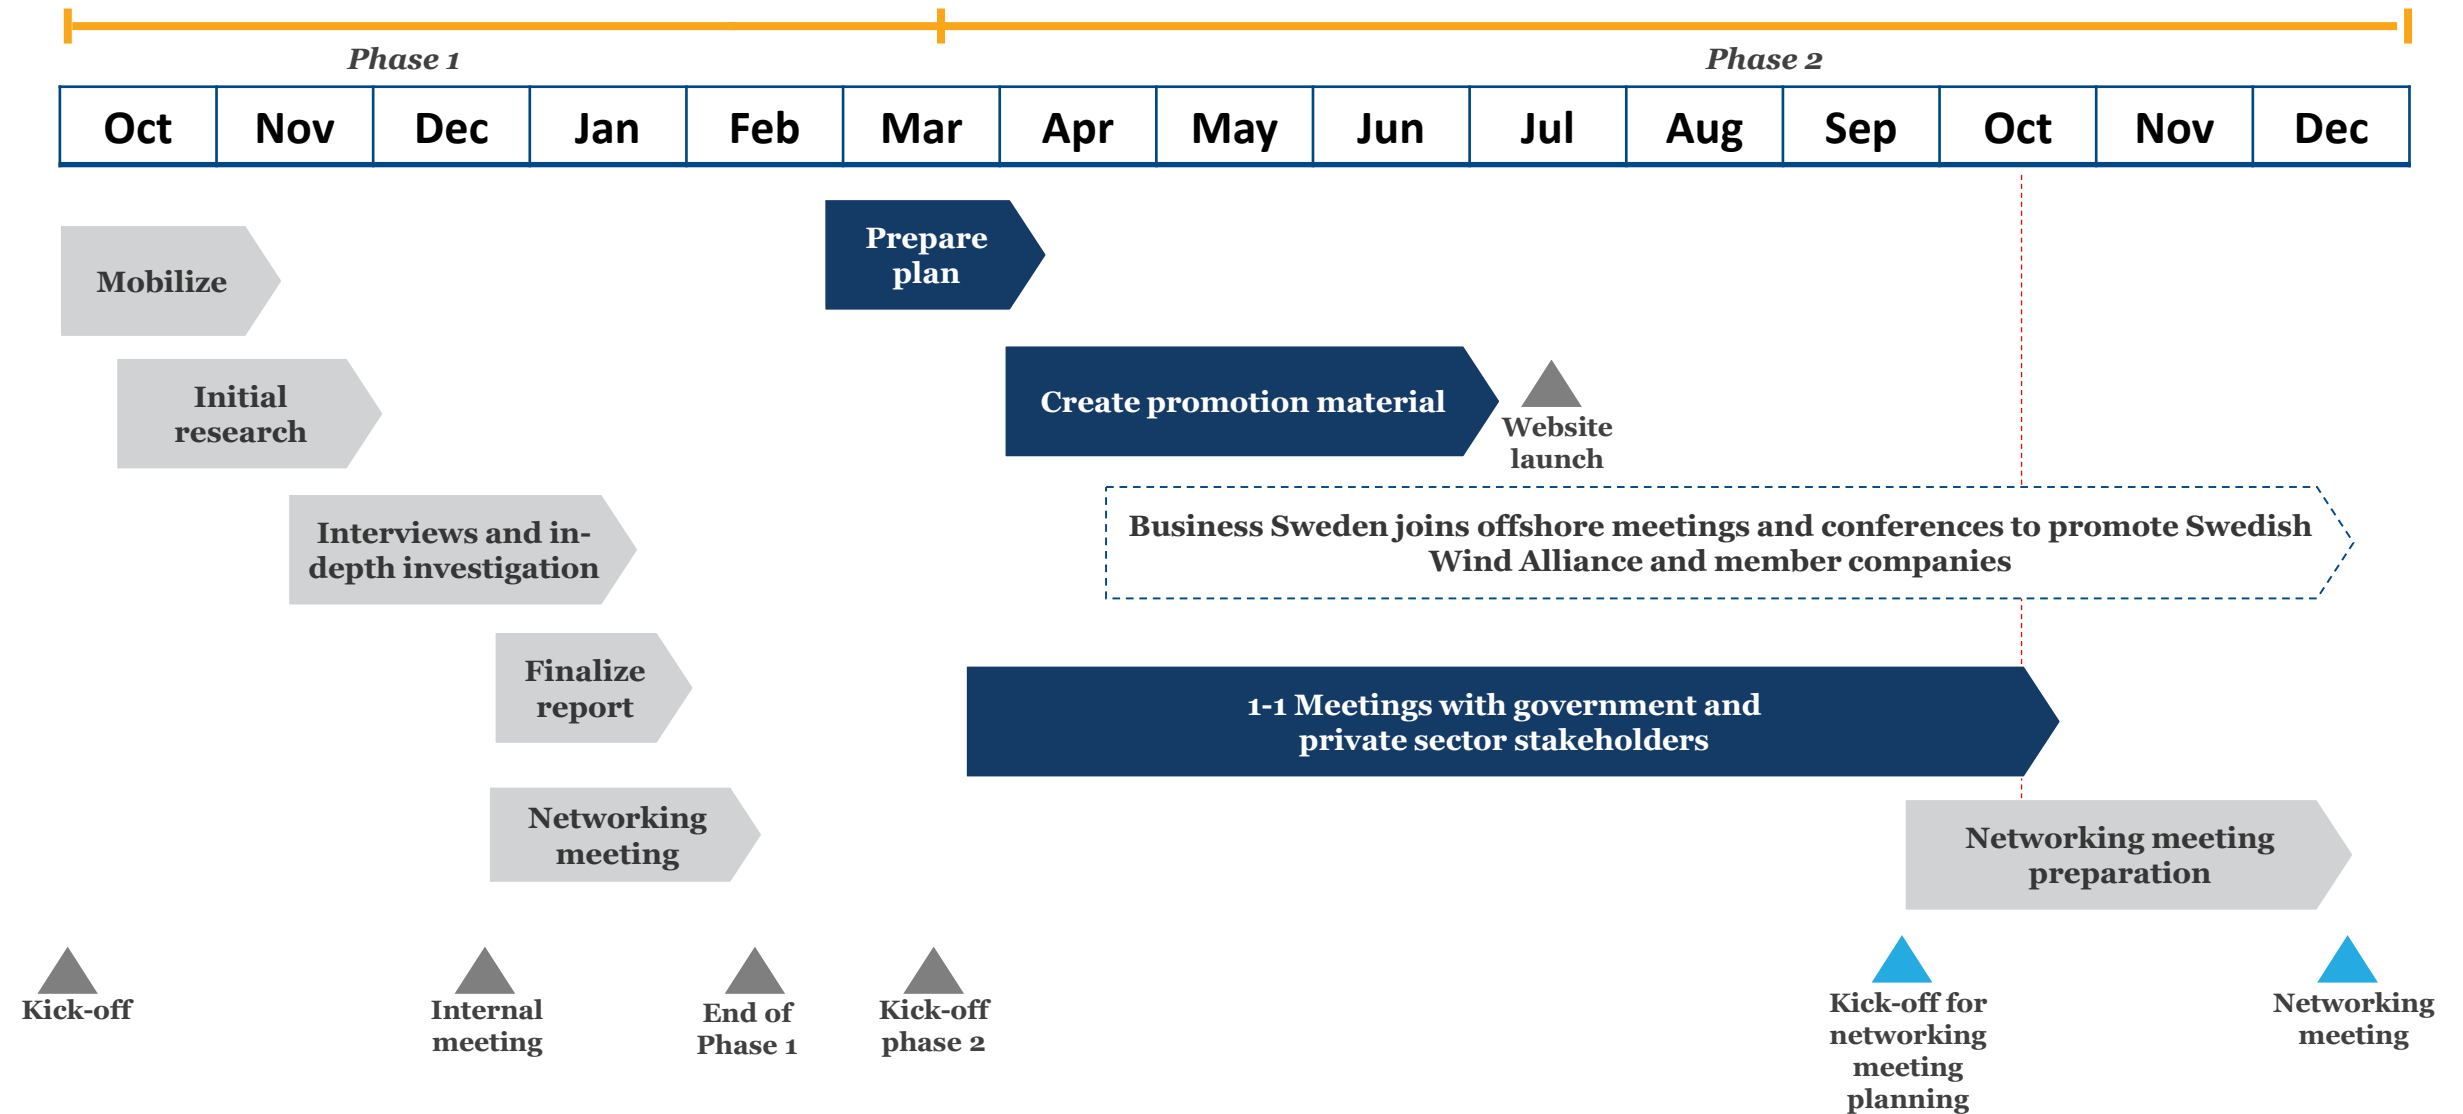 Phase 1
Phase 2
Oct
Nov
Dec
Jan
Feb
Mar
Apr
May
Jun
Jul
Aug
Sep
Oct
Nov
Dec
Prepare
plan
Mobilize
Initial
research
Create promotion material
Website
launch
Interviews and in-
depth investigation
Business Sweden joins offshore meetings and conferences to promote Swedish
Wind Alliance and member companies
Finalize
report
1-1 Meetings with government and
private sector stakeholders
Networking
meeting
Networking meeting
preparation
Kick-off
Internal
meeting
End of
Phase 1
Kick-off
phase 2
Kick-off for
networking
meeting
planning
Networking
meeting